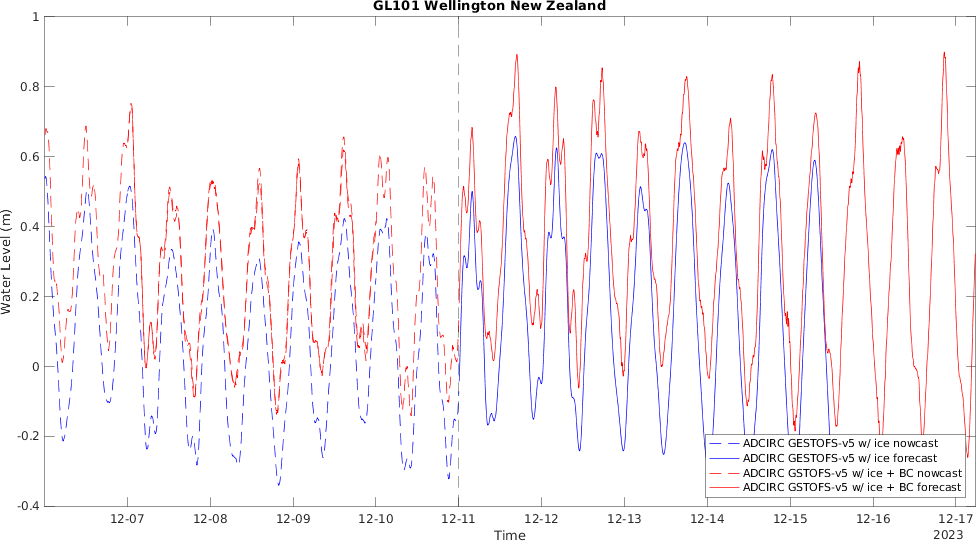 GL101 Wellington New Zealand
1
0.8
0.6
0.4
0.2
0
-0.2
-0.4
Water Level (m)
12-07 12-08 12-09 12-10 12-11 12-12 12-13 12-14 12-15 12-16 12-17
Time
2023
ADCIRC GESTOFS-v5 w/ ice nowcast
ADCIRC GESTOFS-v5 w/ ice forecast
ADCIRC GSTOFS-v5 w/ ice + BC nowcast
ADCIRC GSTOFS-v5 w/ ice + BC forecast